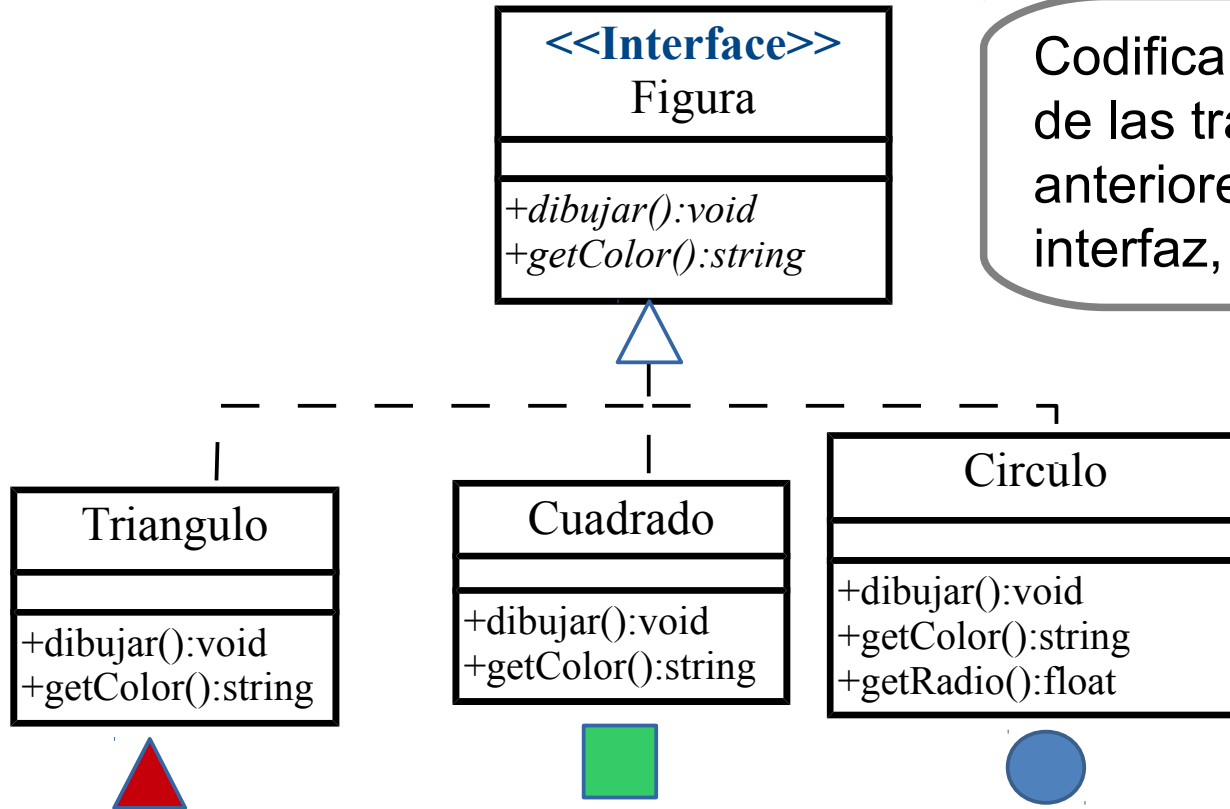 <<Interface>>
Figura
+dibujar():void
+getColor():string
Codifica
de las
anteriore
interfaz,
Triangulo
+dibujar():void
+getColor():string
Cuadrado
+dibujar():void
+getColor():string
Circulo
+dibujar():void
+getColor():string
+getRadio():float